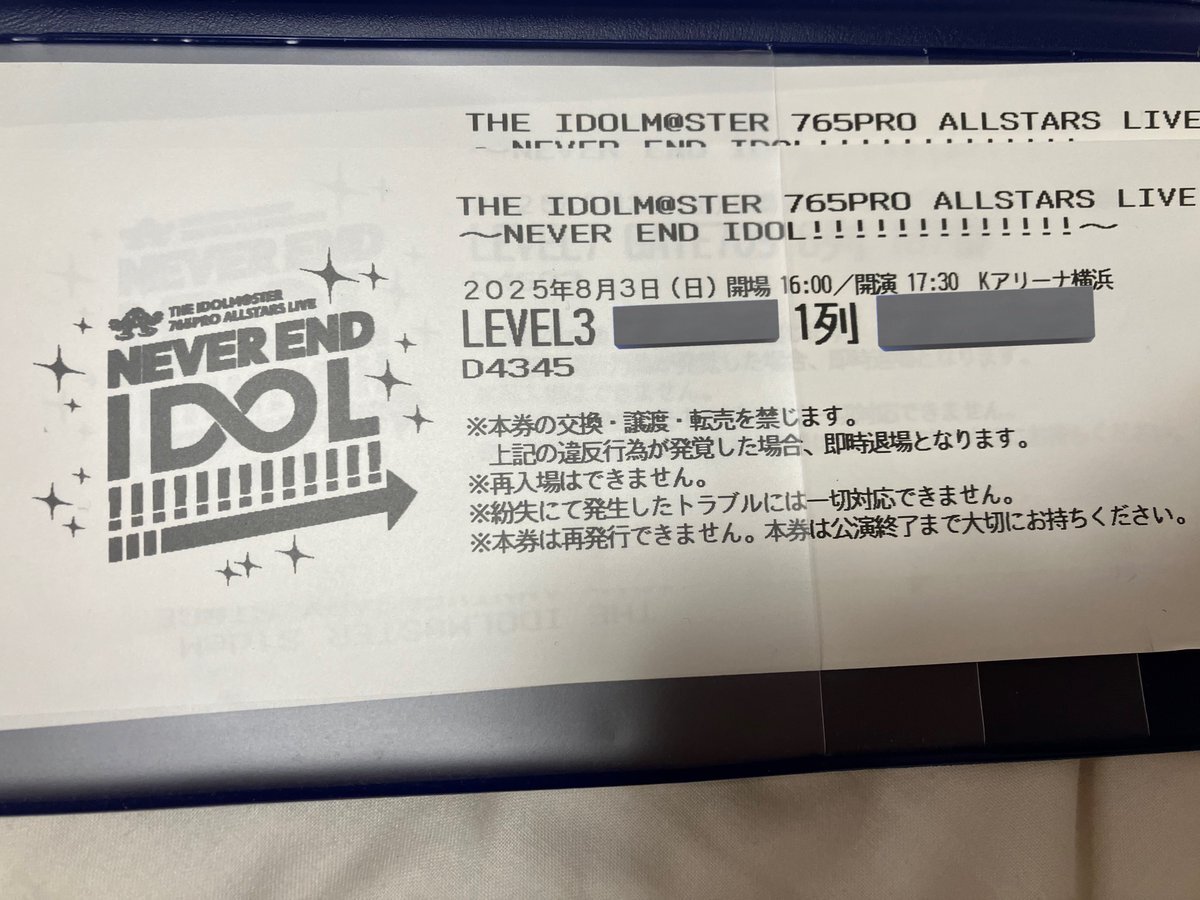 THE IDOLM@STER 765PRO ALLSTARS LIVE
～NEVER END IDOL!!!!!!!!!!!!!
THE IDOLM@STER 765PRO ALLSTARS LIVE
～NEVER END IDOL!!!!!!!!!!!!!～
2025年8月3日（日）開場 16:00／開演 17:30 Kアリーナ横浜
LEVEL3 1列
D4345
※本券の交換・譲渡・転売を禁じます。
上記の違反行為が発覚した場合、即時退場となります。
※再入場はできません。
※紛失にて発生したトラブルには一切対応できません。
※本券は再発行できません。本券は公演終了まで大切にお持ちください。
THE IDOLM@STER
765PRO ALLSTARS LIVE
NEVER END
IDOL
!!!!!!!!!!!!!